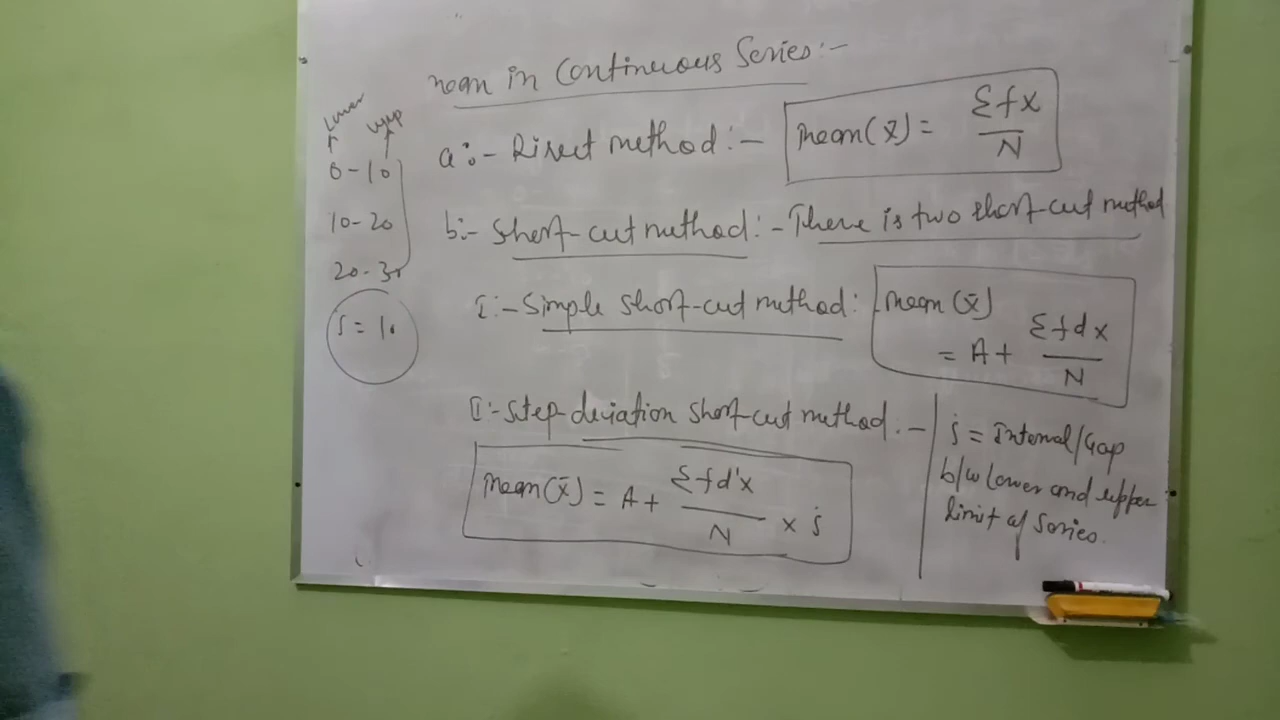 mean in Continuous Series:-
Lower upp
0-10
10-20
20-30
i = 10
a:- Direct method:- mean(x̄) = Σfx / N
b:- Short-cut method:- There is two short-cut method
I:- Simple short-cut method: mean(x̄)
= A + Σfdx / N
I:- Step-deviation short-cut method.-
mean(x̄) = A + Σfd'x / N × i
i = Interval/Gap
b/w lower and upper
limit of Series.